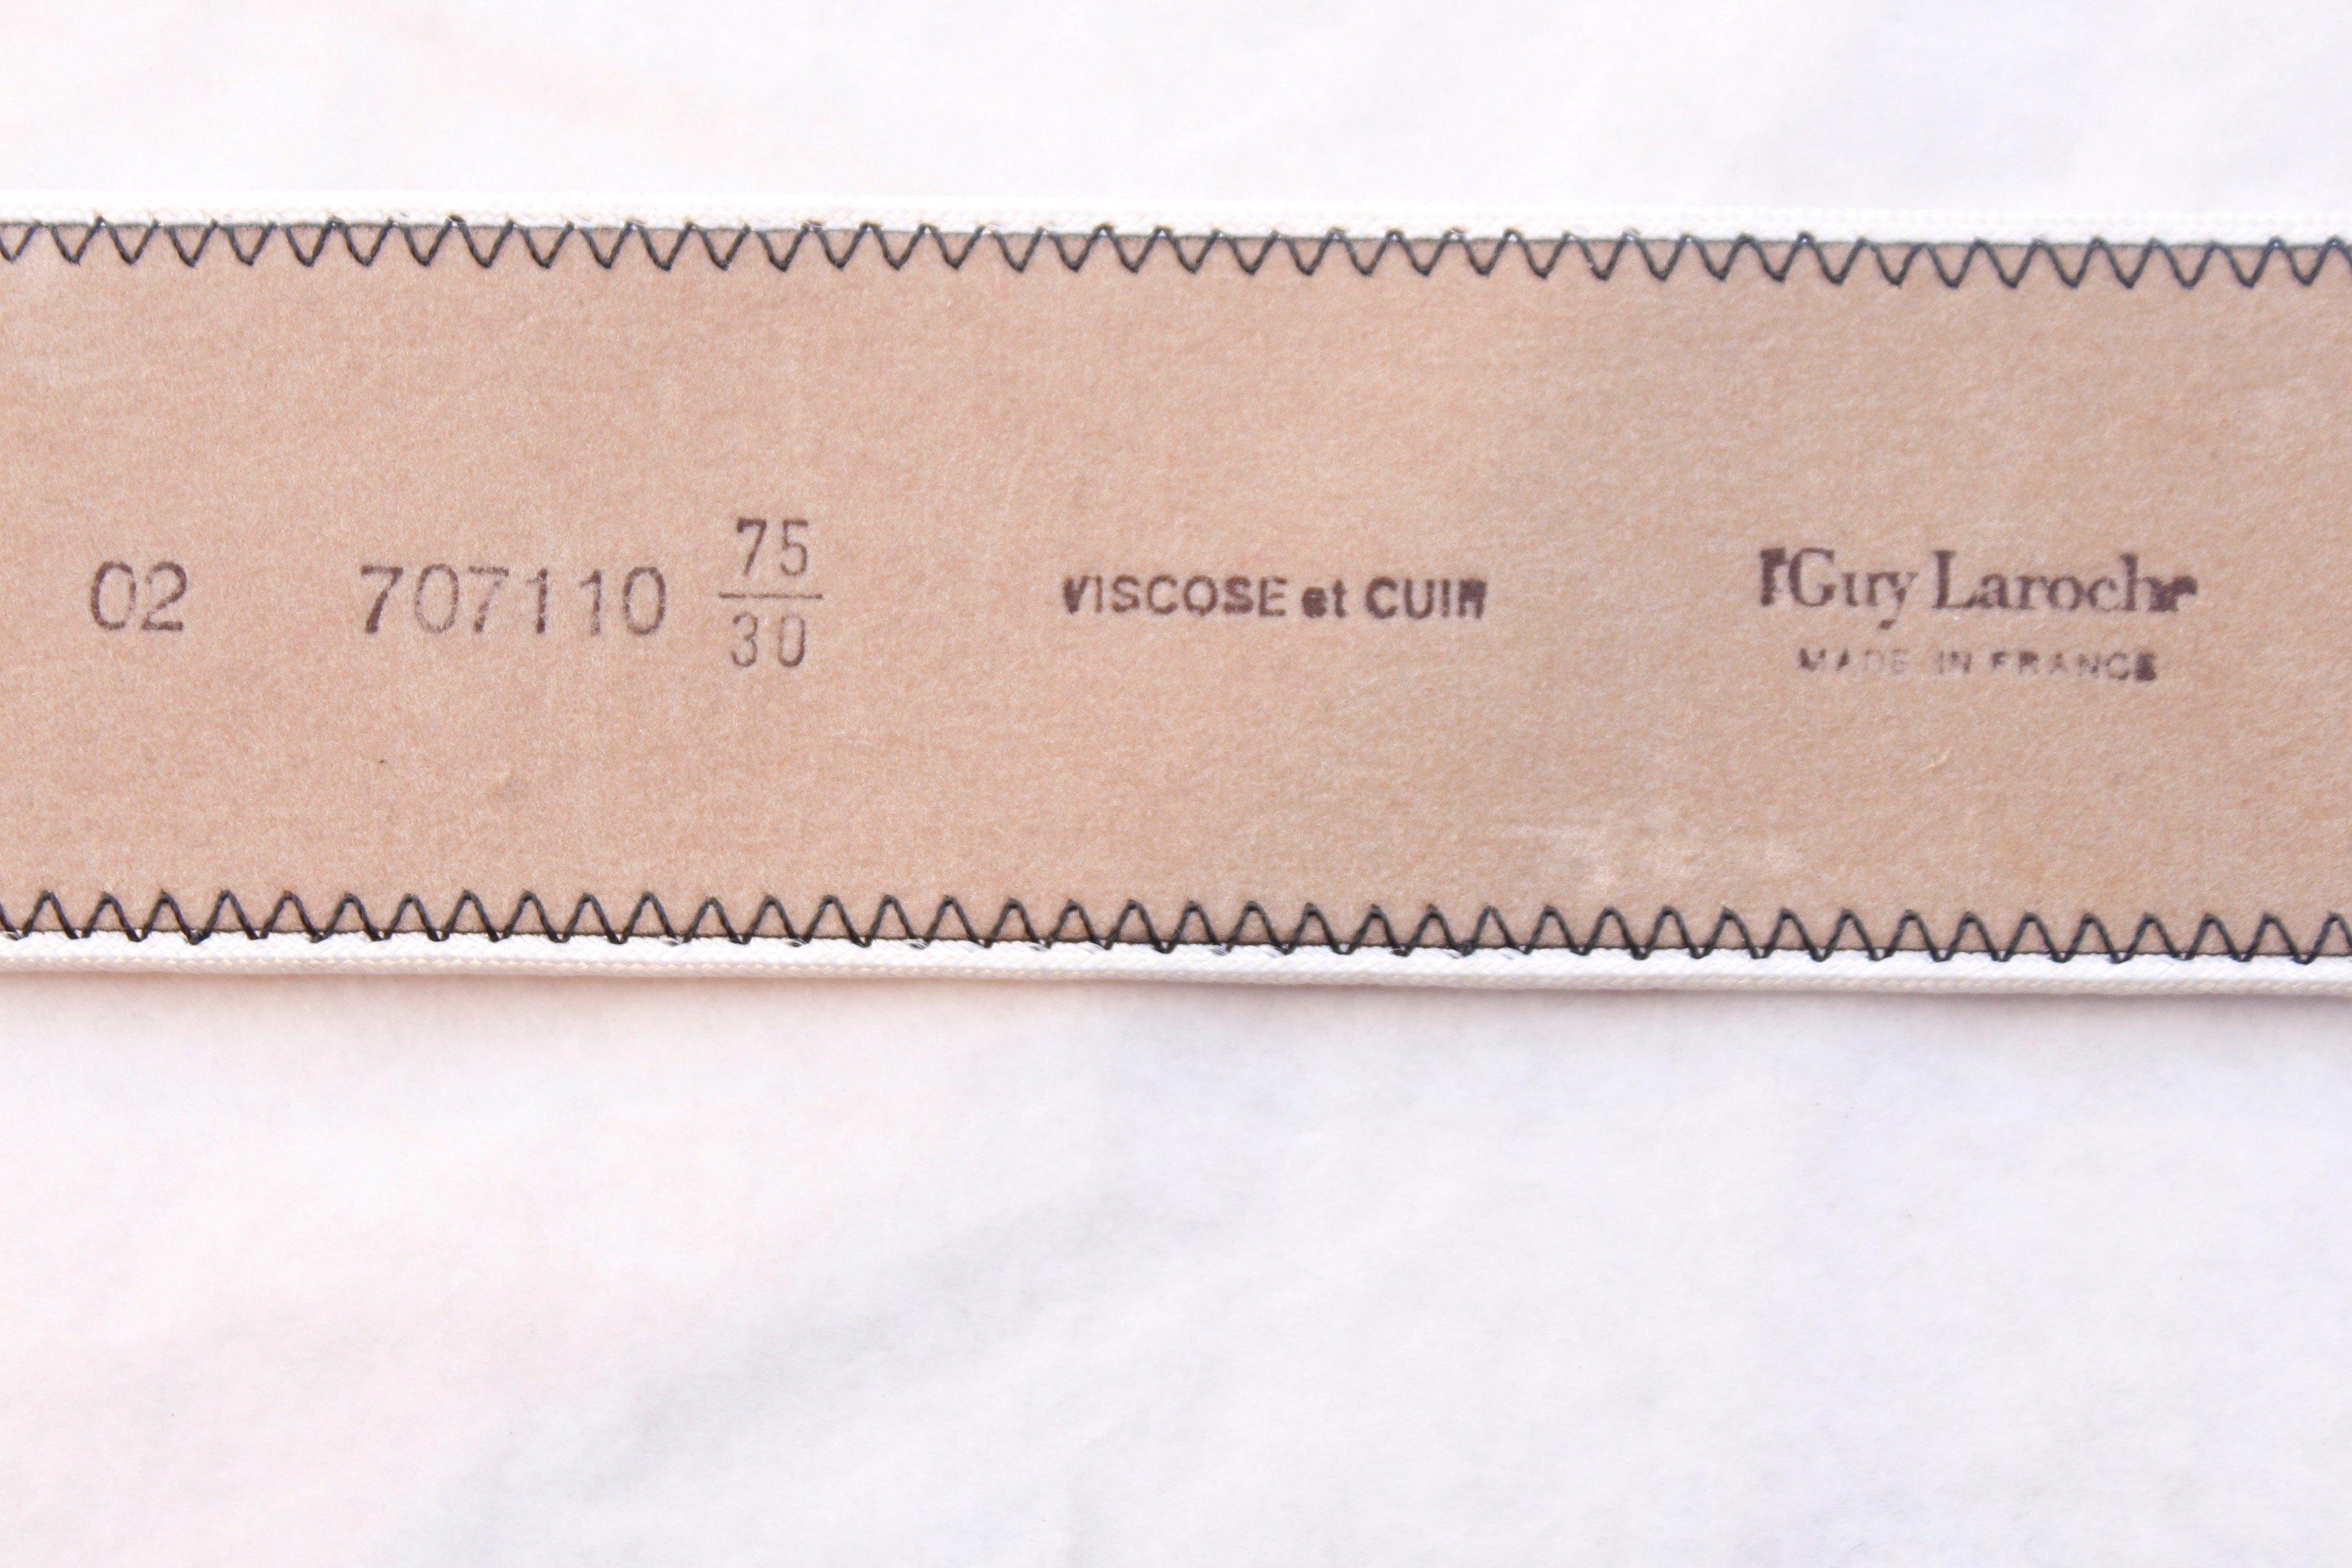 02 707110 75/30
VISCOSE et CUIR
Guy Laroche
MADE IN FRANCE